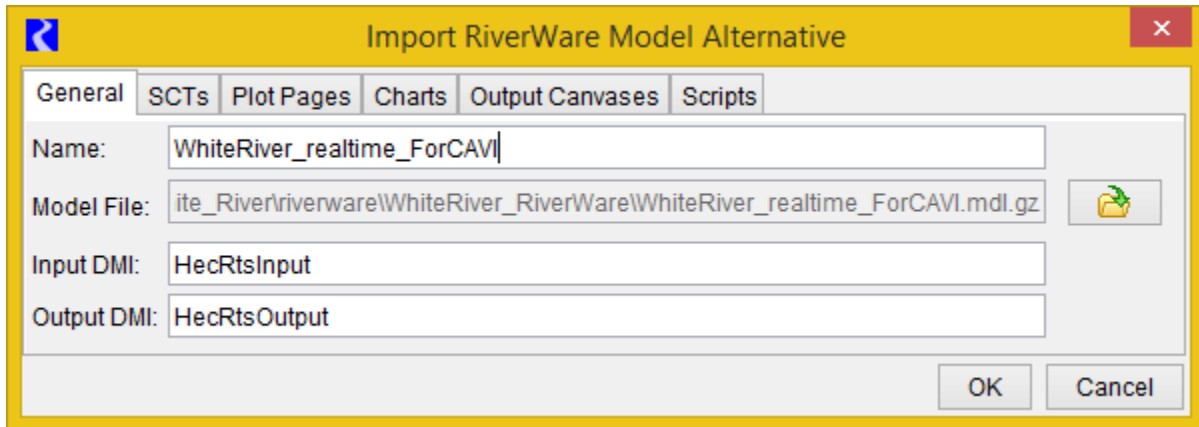 Import RiverWare Model Alternative
General SCTs Plot Pages Charts Output Canvases Scripts
Name: WhiteRiver_realtime_ForCAVI
Model File: ite_River\riverware\WhiteRiver_RiverWare\WhiteRiver_realtime_ForCAVI.mdl.gz
Input DMI: HecRtsInput
Output DMI: HecRtsOutput
OK Cancel